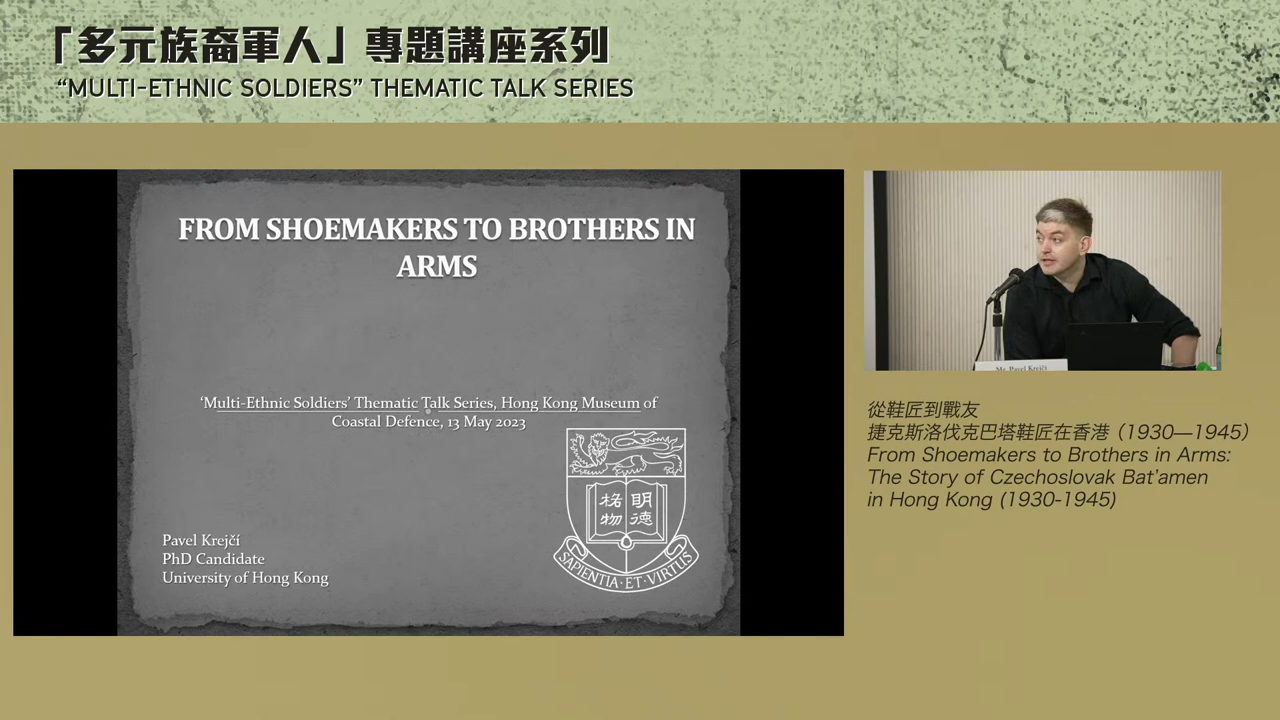 「多元族裔軍人」專題講座系列
“MULTI-ETHNIC SOLDIERS” THEMATIC TALK SERIES
FROM SHOEMAKERS TO BROTHERS IN
ARMS
‘Multi-Ethnic Soldiers’ Thematic Talk Series, Hong Kong Museum of
Coastal Defence, 13 May 2023
明德
格物
SAPIENTIA·ET·VIRTUS
Pavel Krejčí
PhD Candidate
University of Hong Kong
Mr. Pavel Krejčí
從鞋匠到戰友
捷克斯洛伐克巴塔鞋匠在香港（1930—1945）
From Shoemakers to Brothers in Arms:
The Story of Czechoslovak Bat’amen
in Hong Kong (1930-1945)